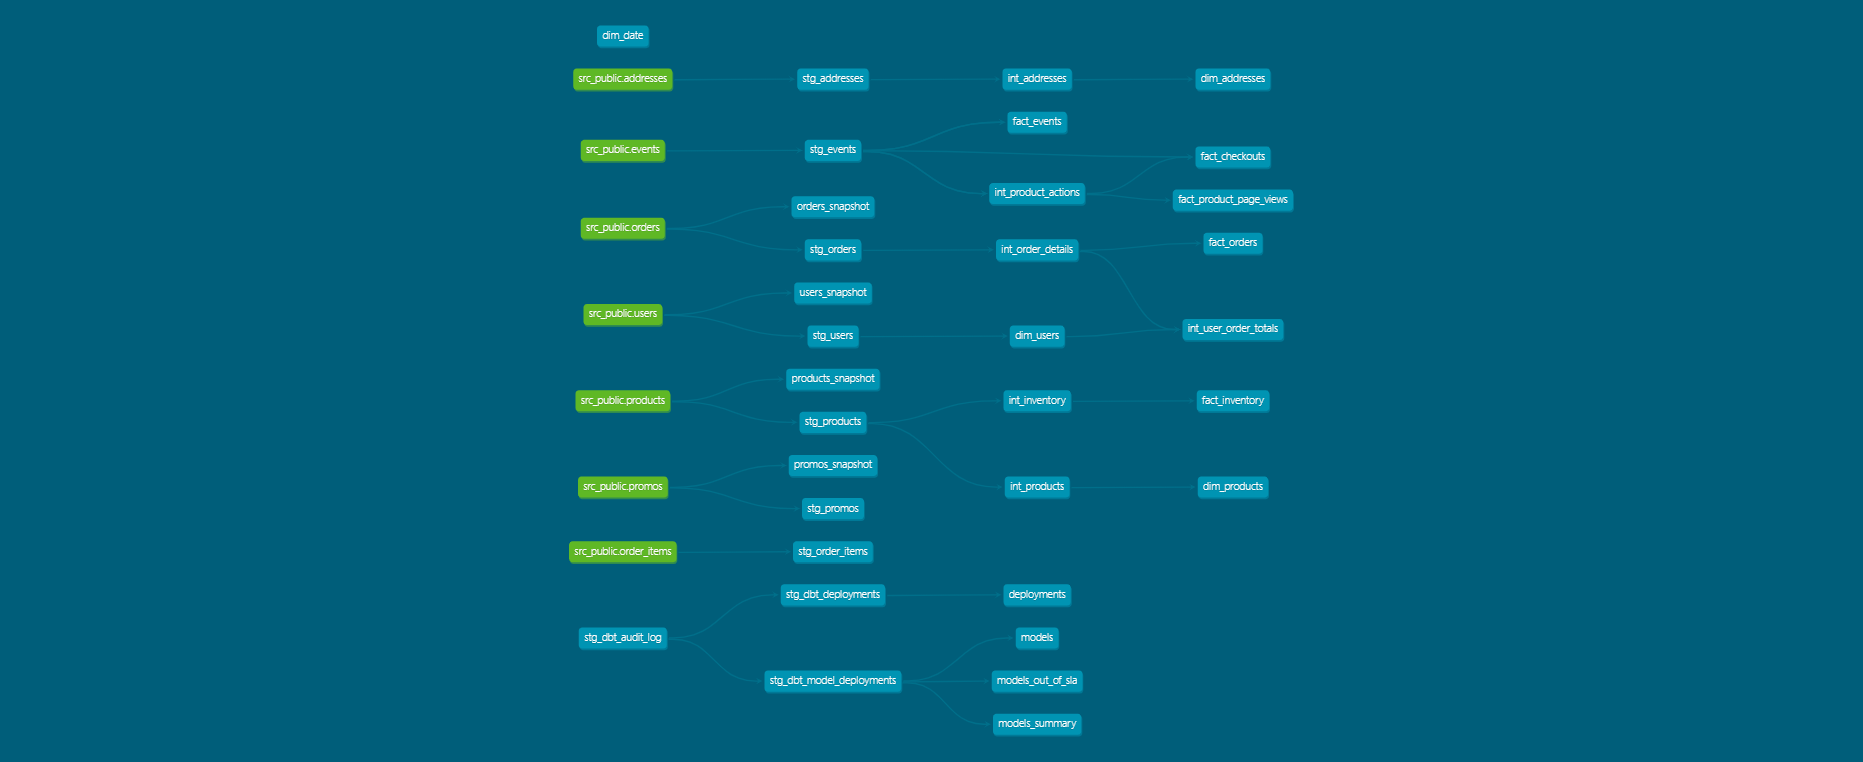 dim_date
src_public.addresses
stg_addresses
int_addresses
dim_addresses
fact_events
src_public.events
stg_events
fact_checkouts
int_product_actions
fact_product_page_views
orders_snapshot
src_public.orders
fact_orders
stg_orders
int_order_details
users_snapshot
src_public.users
int_user_order_totals
stg_users
dim_users
products_snapshot
src_public.products
int_inventory
fact_inventory
stg_products
promos_snapshot
src_public.promos
int_products
dim_products
stg_promos
src_public.order_items
stg_order_items
stg_dbt_deployments
deployments
stg_dbt_audit_log
models
stg_dbt_model_deployments
models_out_of_sla
models_summary